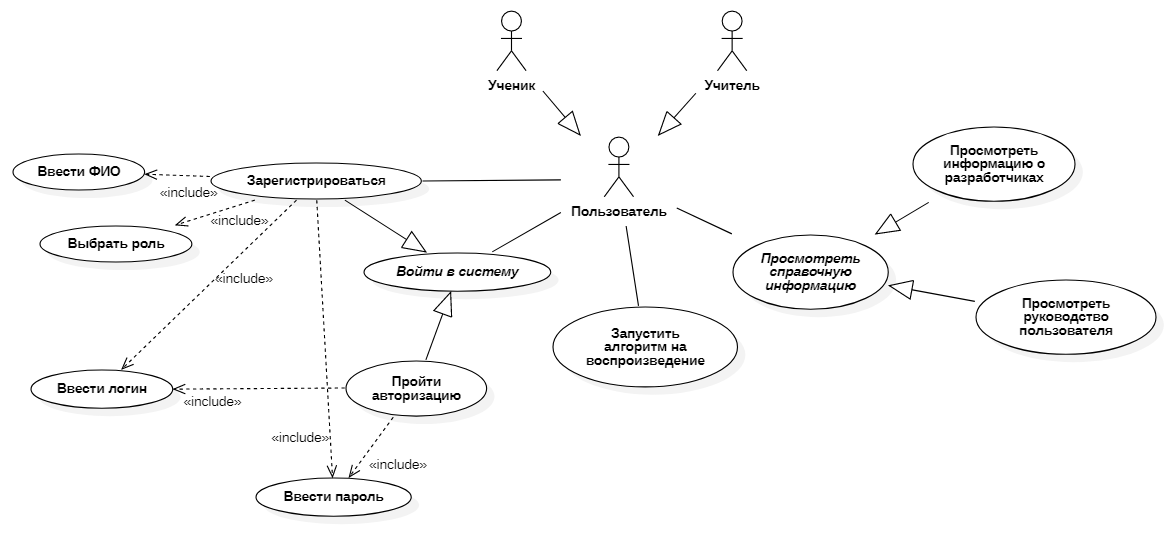 Ученик
Учитель
Просмотреть
информацию о
разработчиках
Ввести ФИО
«include»
Зарегистрироваться
Пользователь
«include»
Выбрать роль
Войти в систему
Просмотреть
справочную
информацию
«include»
Просмотреть
руководство
пользователя
Запустить
алгоритм на
воспроизведение
Ввести логин
«include»
Пройти
авторизацию
«include»
«include»
Ввести пароль